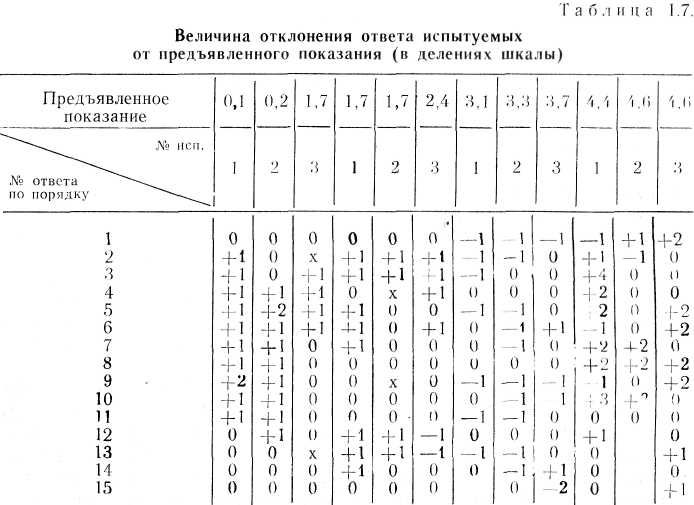 Таблица 1.7.
Величина отклонения ответа испытуемых
от предъявленного показания (в делениях шкалы)
Предъявленное показание 0,1 0,2 1,7 1,7 1,7 2,4 3,1 3,3 3,7 4,4 4,6 4,6
№ исп. 1 2 3 1 2 3 1 2 3 1 2 3
№ ответа
по порядку
1 0 0 0 0 0 0 —1 —1 —1 —1 +1 +2
2 +1 0 x +1 +1 +1 —1 —1 0 +1 —1 0
3 +1 0 +1 +1 +1 +1 —1 0 0 +4 0 0
4 +1 +1 +1 0 x +1 0 0 0 +2 0 0
5 +1 +2 +1 +1 0 0 —1 —1 0 2 0 +2
6 +1 +1 +1 +1 0 +1 0 —1 +1 —1 0 +2
7 +1 +1 0 +1 0 0 0 —1 0 +2 +2 0
8 +1 +1 0 0 0 0 0 0 0 +2 +2 +2
9 +2 +1 0 0 x 0 —1 —1 —1 1 0 +2
10 +1 +1 0 0 0 0 0 1 1 +3 0
11 +1 +1 0 0 0 0 —1 —1 0 0 0 0
12 0 +1 0 +1 +1 —1 0 0 0 +1 0
13 0 0 x +1 +1 —1 —1 —1 0 0 +1
14 0 0 0 +1 0 0 0 —1 +1 0 0
15 0 0 0 0 0 0 0 —2 0 +1